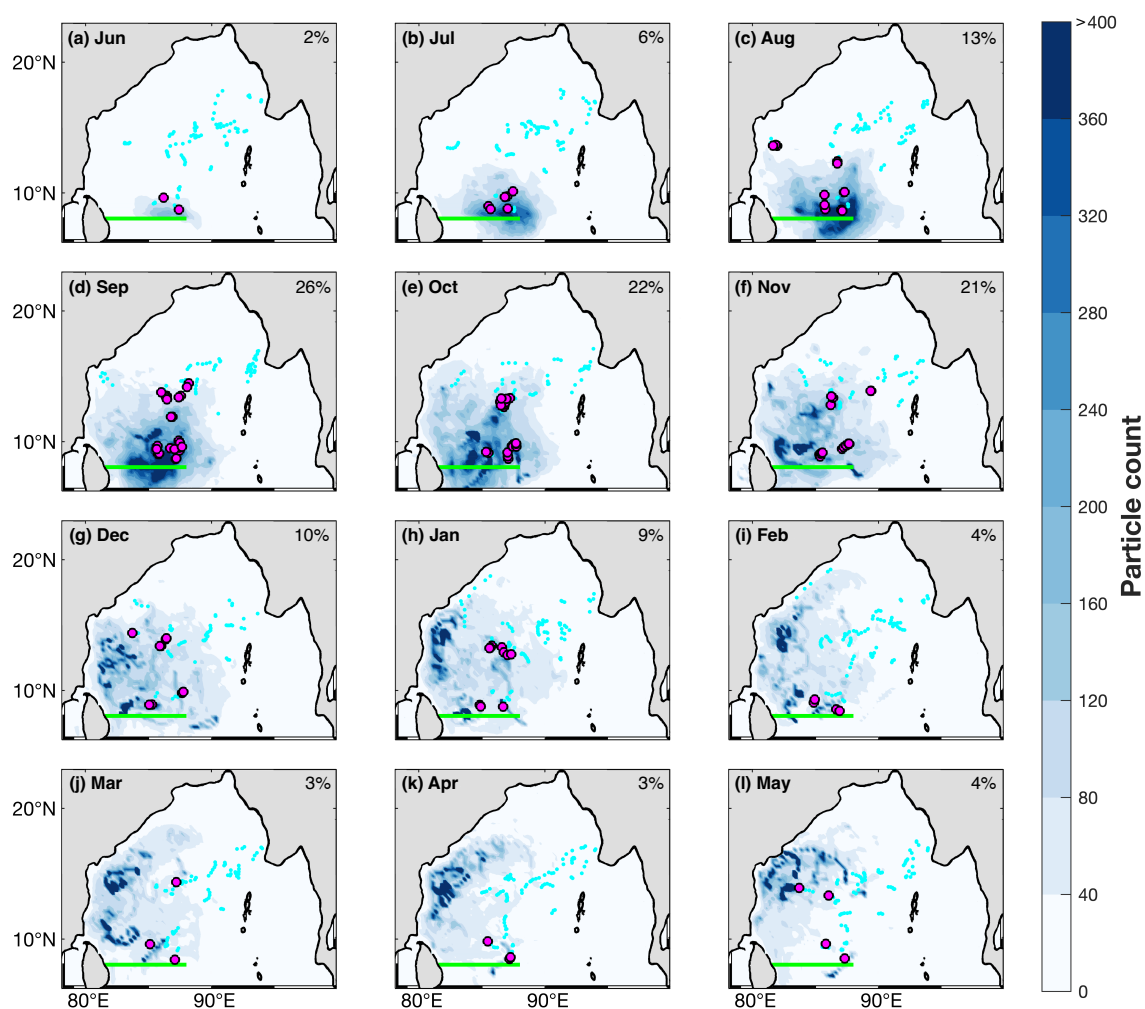 (a) Jun 2% (b) Jul 6% (c) Aug 13%
20°N
10°N
(d) Sep 26% (e) Oct 22% (f) Nov 21%
20°N
10°N
(g) Dec 10% (h) Jan 9% (i) Feb 4%
20°N
10°N
(j) Mar 3% (k) Apr 3% (l) May 4%
20°N
10°N
80°E 90°E 80°E 90°E 80°E 90°E
>400
360
320
280
240
200
160
120
80
40
0
Particle count